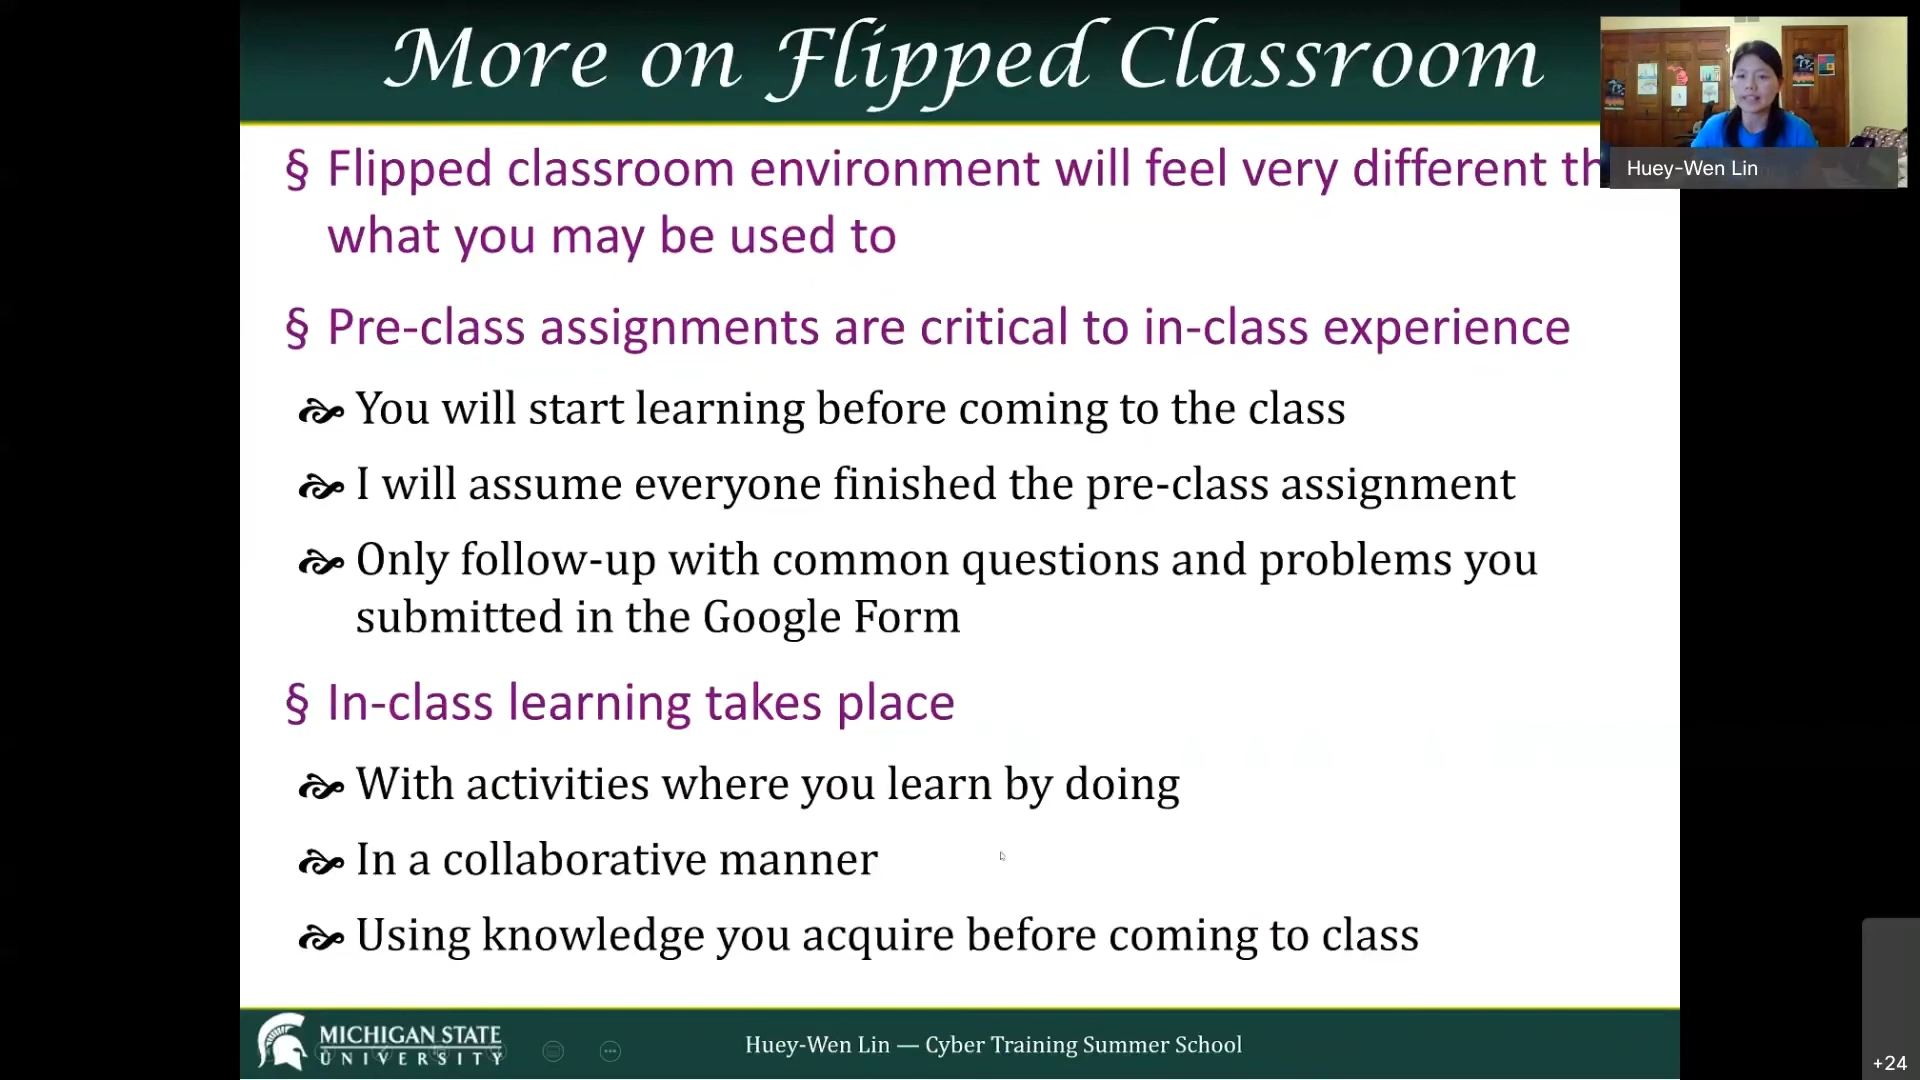 More on Flipped Classroom
§ Flipped classroom environment will feel very different th
what you may be used to
§ Pre-class assignments are critical to in-class experience
You will start learning before coming to the class
I will assume everyone finished the pre-class assignment
Only follow-up with common questions and problems you
submitted in the Google Form
§ In-class learning takes place
With activities where you learn by doing
In a collaborative manner
Using knowledge you acquire before coming to class
MICHIGAN STATE
UNIVERSITY
Huey-Wen Lin — Cyber Training Summer School
Huey-Wen Lin
+24